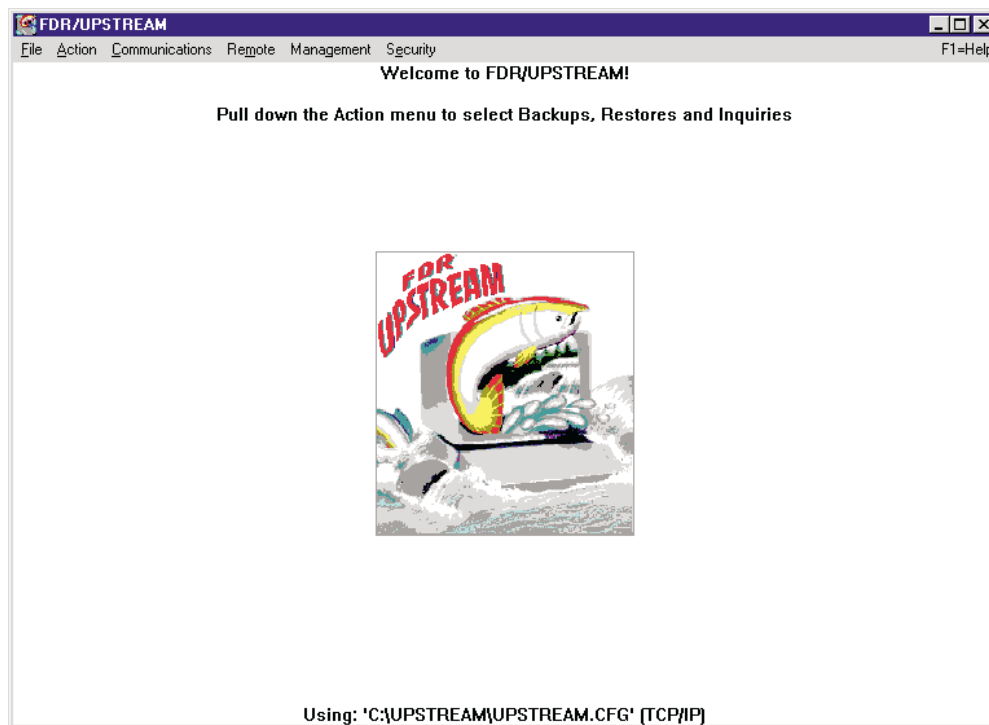 FDR/UPSTREAM
File Action Communications Remote Management Security F1=Help
Welcome to FDR/UPSTREAM!
Pull down the Action menu to select Backups, Restores and Inquiries
FDR
UPSTREAM
Using: 'C:\UPSTREAM\UPSTREAM.CFG' (TCP/IP)